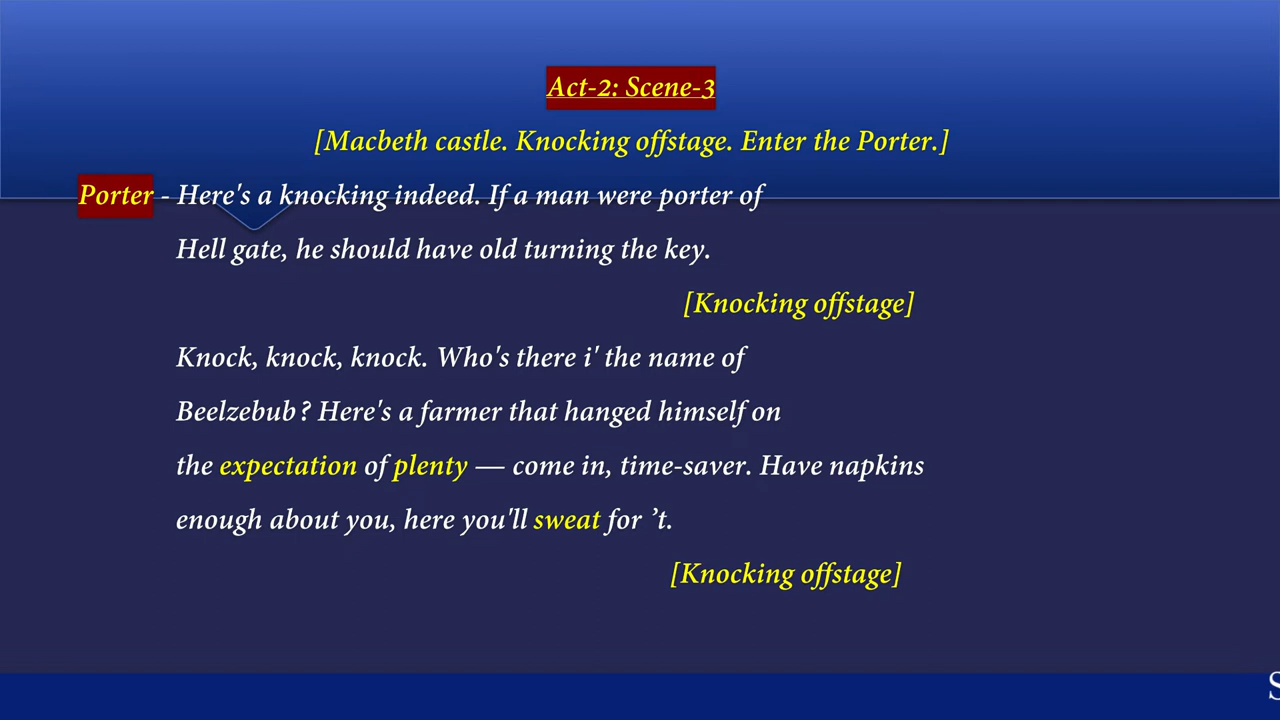 Act-2: Scene-3
[Macbeth castle. Knocking offstage. Enter the Porter.]
Porter - Here's a knocking indeed. If a man were porter of
Hell gate, he should have old turning the key.
[Knocking offstage]
Knock, knock, knock. Who's there i' the name of
Beelzebub? Here's a farmer that hanged himself on
the expectation of plenty — come in, time-saver. Have napkins
enough about you, here you'll sweat for ’t.
[Knocking offstage]